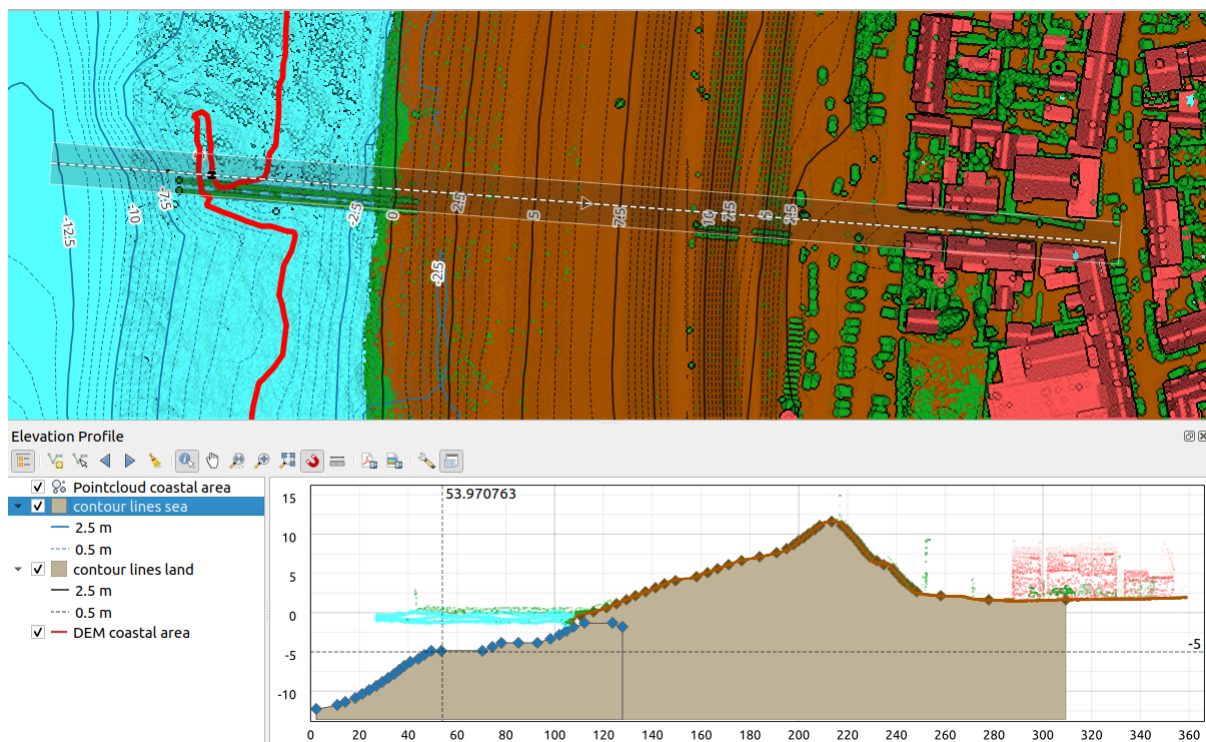 -12.5
-10
-7.5
-2.5
0
2.5
5
7.5
10
7.5
5
2.5
-2.5
Elevation Profile
Pointcloud coastal area
contour lines sea
2.5 m
0.5 m
contour lines land
2.5 m
0.5 m
DEM coastal area
53.970763
15
10
5
0
-5
-5
-10
0 20 40 60 80 100 120 140 160 180 200 220 240 260 280 300 320 340 360